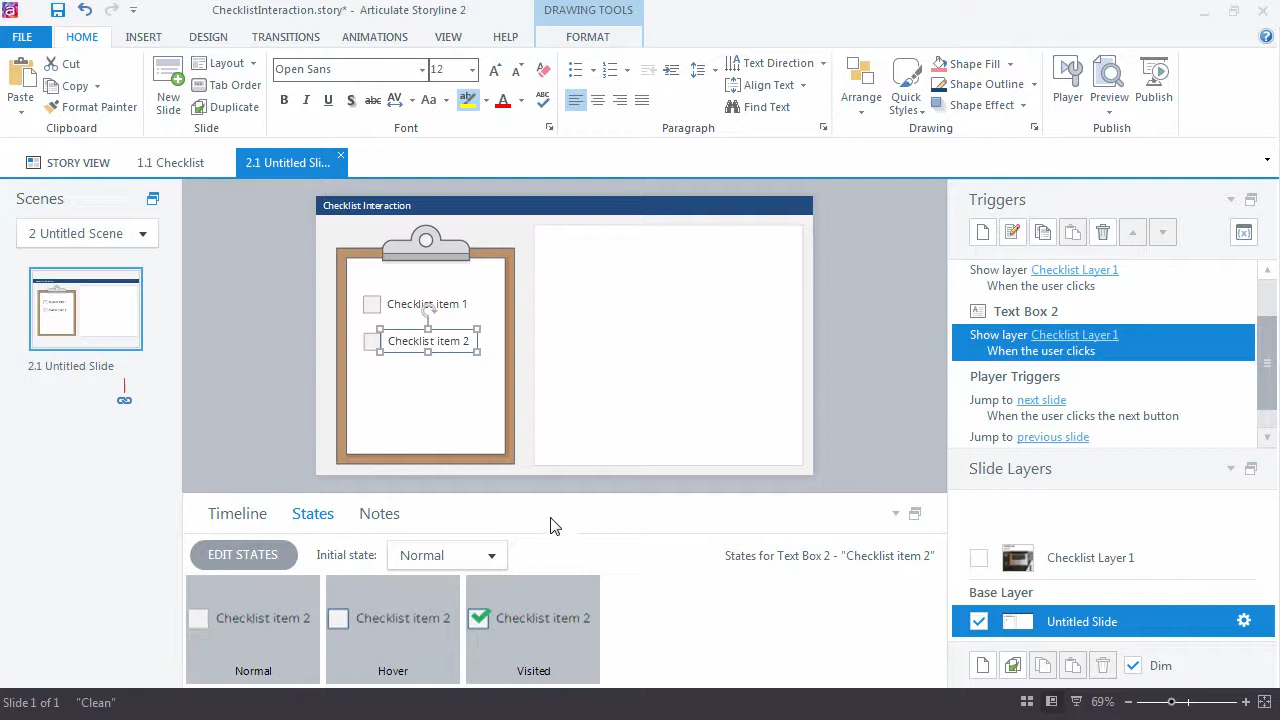 ChecklistInteraction.story* - Articulate Storyline 2
DRAWING TOOLS
FILE
HOME
INSERT
DESIGN
TRANSITIONS
ANIMATIONS
VIEW
HELP
FORMAT
Paste
Cut
Copy
Format Painter
Clipboard
New
Slide
Layout
Tab Order
Duplicate
Slide
Open Sans
12
B
I
U
S
abc
AV
Aa
ab
A
ABC
Font
Text Direction
Align Text
Find Text
Paragraph
Arrange
Quick
Styles
Shape Fill
Shape Outline
Shape Effect
Drawing
Player
Preview
Publish
Publish
STORY VIEW
1.1 Checklist
2.1 Untitled Sli...
Scenes
2 Untitled Scene
2.1 Untitled Slide
Checklist Interaction
Checklist item 1
Checklist item 2
Triggers
Show layer Checklist Layer1
When the user clicks
Text Box 2
Show layer Checklist Layer1
When the user clicks
Player Triggers
Jump to next slide
When the user clicks the next button
Jump to previous slide
Slide Layers
Checklist Layer1
Base Layer
Untitled Slide
Dim
Timeline
States
Notes
EDIT STATES
Initial state:
Normal
States for Text Box 2 - "Checklist item 2"
Checklist item 2
Normal
Checklist item 2
Hover
Checklist item 2
Visited
Slide 1 of 1
"Clean"
69%